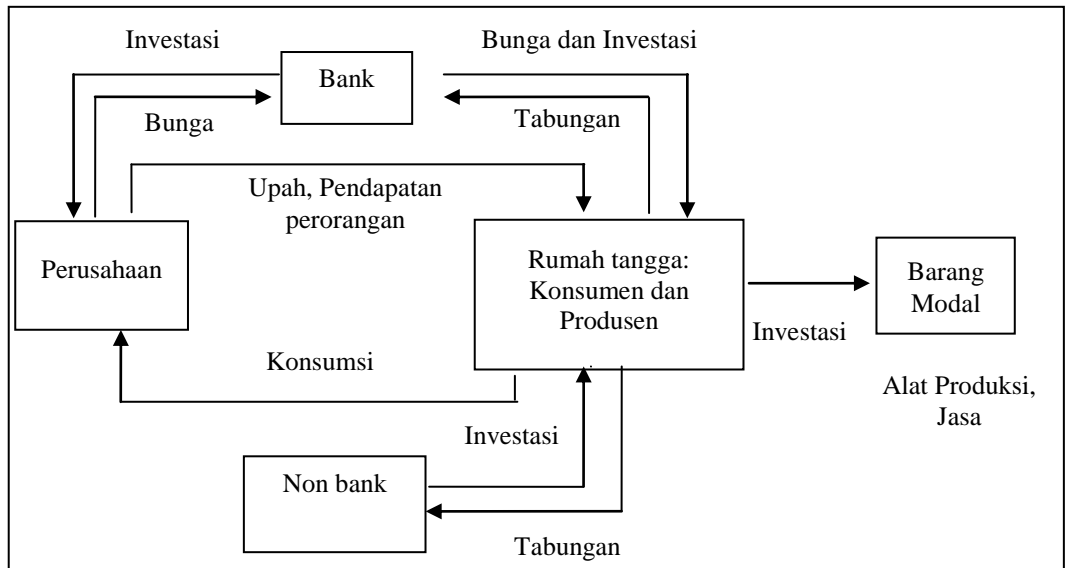 Investasi
Bunga dan Investasi
Bank
Bunga
Tabungan
Upah, Pendapatan
perorangan
Perusahaan
Rumah tangga:
Konsumen dan
Produsen
Barang
Modal
Investasi
Konsumsi
Alat Produksi,
Jasa
Investasi
Non bank
Tabungan